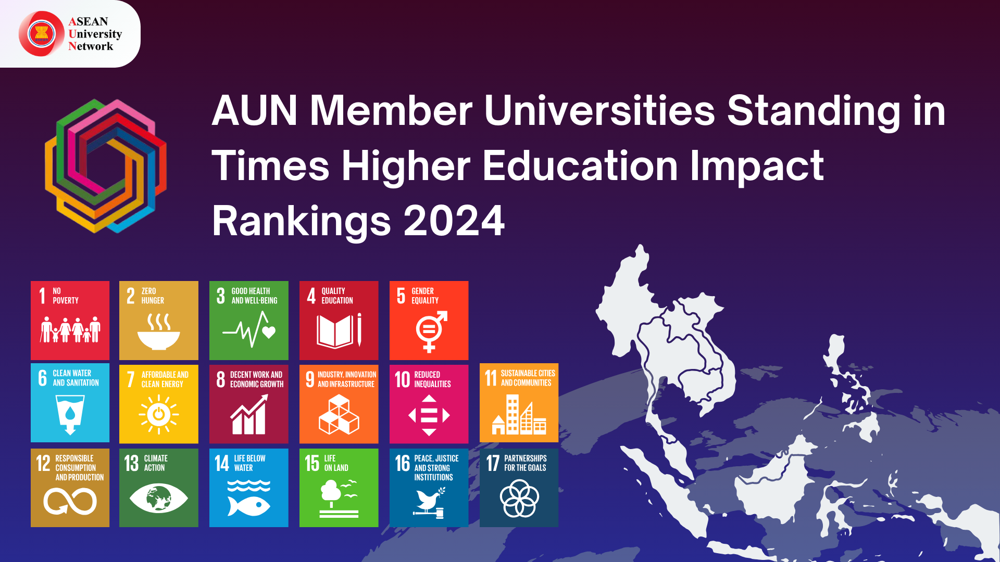 ASEAN
University
Network
AUN Member Universities Standing in
Times Higher Education Impact
Rankings 2024
1 NO
POVERTY
2 ZERO
HUNGER
3 GOOD HEALTH
AND WELL-BEING
4 QUALITY
EDUCATION
5 GENDER
EQUALITY
6 CLEAN WATER
AND SANITATION
7 AFFORDABLE AND
CLEAN ENERGY
8 DECENT WORK AND
ECONOMIC GROWTH
9 INDUSTRY, INNOVATION
AND INFRASTRUCTURE
10 REDUCED
INEQUALITIES
11 SUSTAINABLE CITIES
AND COMMUNITIES
12 RESPONSIBLE
CONSUMPTION
AND PRODUCTION
13 CLIMATE
ACTION
14 LIFE BELOW
WATER
15 LIFE
ON LAND
16 PEACE, JUSTICE
AND STRONG
INSTITUTIONS
17 PARTNERSHIPS
FOR THE GOALS